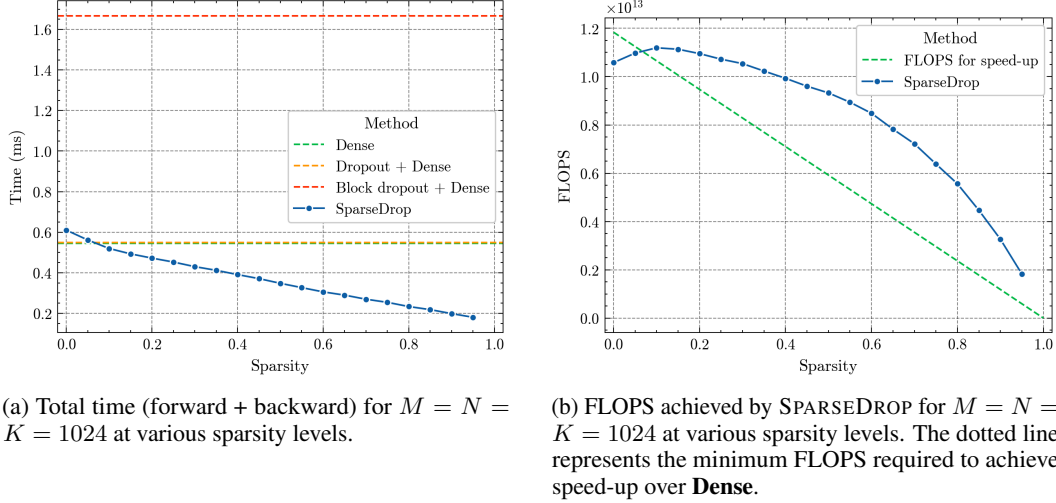 1.6
1.4
1.2
1.0
0.8
0.6
0.4
0.2
Time (ms)
Method
Dense
Dropout + Dense
Block dropout + Dense
SparseDrop
0.0 0.2 0.4 0.6 0.8 1.0
Sparsity
(a) Total time (forward + backward) for M = N =
K = 1024 at various sparsity levels.
×10¹³
1.2
1.0
0.8
0.6
0.4
0.2
0.0
FLOPS
Method
FLOPS for speed-up
SparseDrop
0.0 0.2 0.4 0.6 0.8 1.0
Sparsity
(b) FLOPS achieved by SPARSEDROP for M = N =
K = 1024 at various sparsity levels. The dotted line
represents the minimum FLOPS required to achieve
speed-up over Dense.